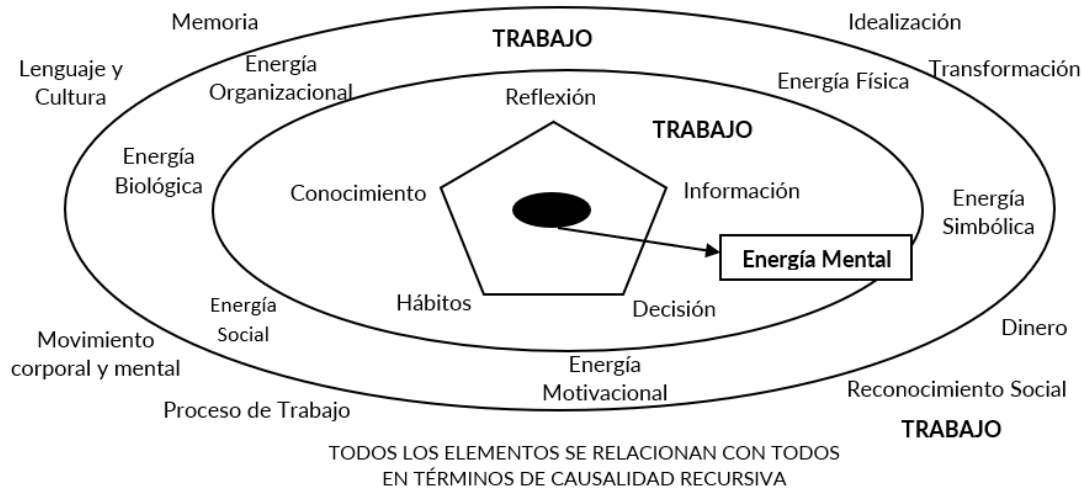 Memoria
Idealización
TRABAJO
Lenguaje y
Cultura
Energía
Organizacional
Energía Física
Transformación
Reflexión
TRABAJO
Energía
Biológica
Conocimiento
Información
Energía
Simbólica
Energía Mental
Hábitos
Decisión
Energía
Social
Dinero
Movimiento
corporal y mental
Energía
Motivacional
Reconocimiento Social
Proceso de Trabajo
TRABAJO
TODOS LOS ELEMENTOS SE RELACIONAN CON TODOS
EN TÉRMINOS DE CAUSALIDAD RECURSIVA